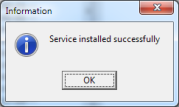 Information
Service installed successfully
OK